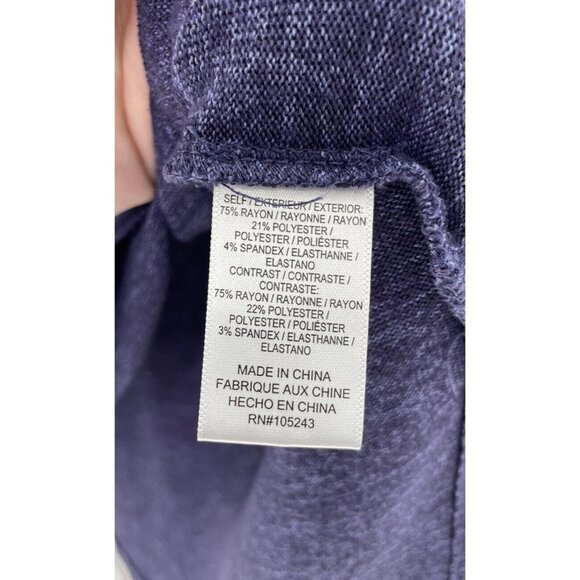 SELF / EXTERIEUR / EXTERIOR:
75% RAYON / RAYONNE / RAYON
21% POLYESTER /
POLYESTER / POLIÉSTER
4% SPANDEX / ELASTHANNE /
ELASTANO
CONTRAST / CONTRASTE /
CONTRASTE:
75% RAYON / RAYONNE / RAYON
22% POLYESTER /
POLYESTER / POLIÉSTER
3% SPANDEX / ELASTHANNE /
ELASTANO
MADE IN CHINA
FABRIQUE AUX CHINE
HECHO EN CHINA
RN#105243